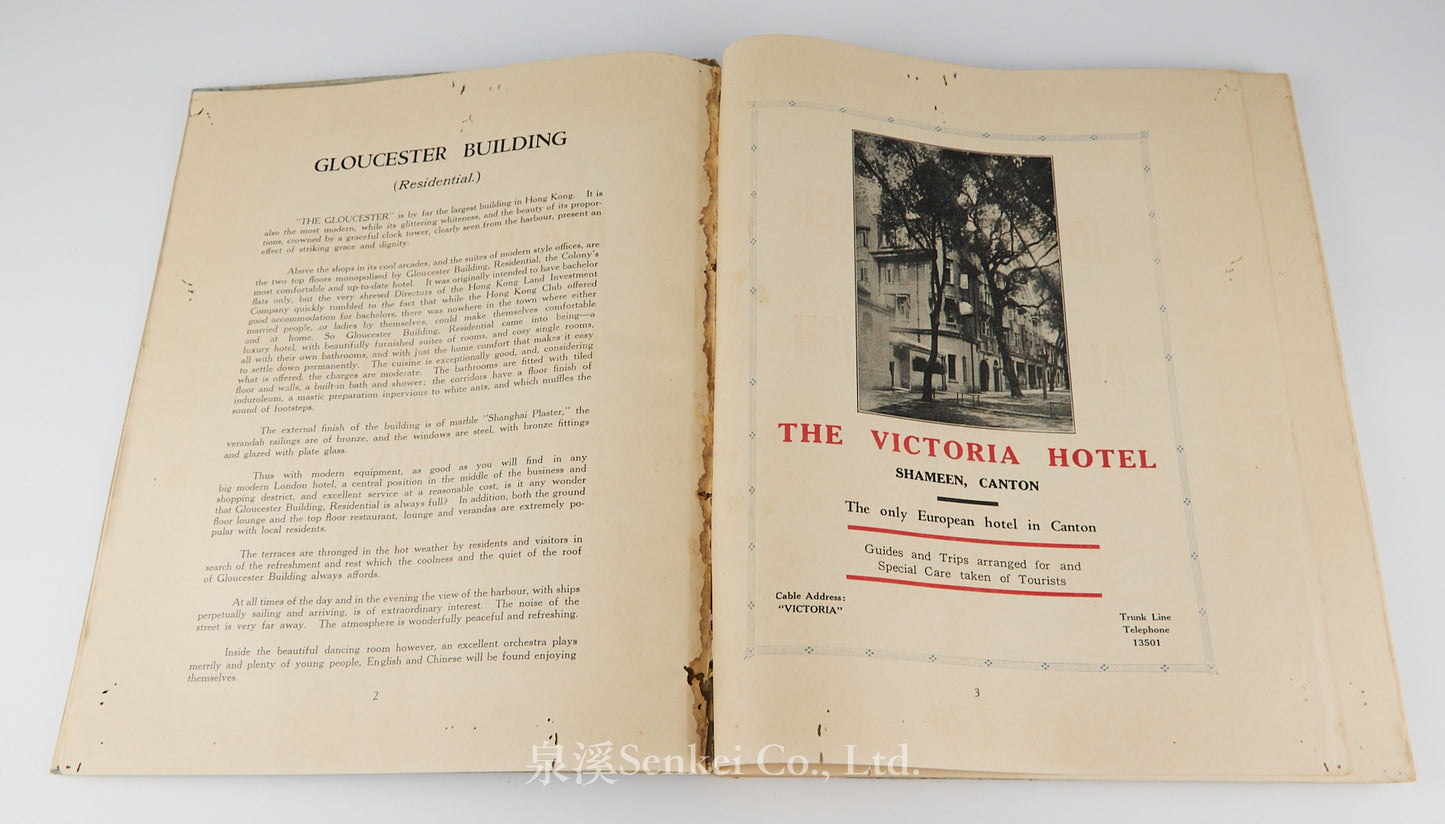 GLOUCESTER BUILDING
(Residential.)
"THE GLOUCESTER" is by far the largest building in Hong Kong. It is
also the most modern, while its glittering whiteness, and the beauty of its propor-
tions, crowned by a graceful clock tower, clearly seen from the harbour, present an
effect of striking grace and dignity.
Above the shops in its cool arcades, and the suites of modern style offices, are
the two top floors monopolised by Gloucester Building, Residential, the Colony's
most comfortable and up-to-date hotel. It was originally intended to have bachelor
flats only, but the very shrewd Directors of the Hong Kong Land Investment
Company quickly tumbled to the fact that while the Hong Kong Club offered
good accommodation for bachelors, there was nowhere in the town where either
married people, or ladies by themselves, could make themselves comfortable
and at home. So Gloucester Building, Residential came into being—a
luxury hotel, with beautifully furnished suites of rooms, and cosy single rooms,
all with their own bathrooms, and with just the home comfort that makes it easy
to settle down permanently. The cuisine is exceptionally good, and, considering
what is offered, the charges are moderate. The bathrooms are fitted with tiled
floor and walls, a built-in bath and shower; the corridors have a floor finish of
induroleum, a mastic preparation inpervious to white ants, and which muffles the
sound of footsteps.
The external finish of the building is of marble "Shanghai Plaster," the
verandah railings are of bronze, and the windows are steel, with bronze fittings
and glazed with plate glass.
Thus with modern equipment, as good as you will find in any
big modern London hotel, a central position in the middle of the business and
shopping destrict, and excellent service at a reasonable cost, is it any wonder
that Gloucester Building, Residential is always full? In addition, both the ground
floor lounge and the top floor restaurant, lounge and verandas are extremely po-
pular with local residents.
The terraces are thronged in the hot weather by residents and visitors in
search of the refreshment and rest which the coolness and the quiet of the roof
of Gloucester Building always affords.
At all times of the day and in the evening the view of the harbour, with ships
perpetually sailing and arriving, is of extraordinary interest. The noise of the
street is very far away. The atmosphere is wonderfully peaceful and refreshing.
Inside the beautiful dancing room however, an excellent orchestra plays
merrily and plenty of young people, English and Chinese will be found enjoying
themselves.
2
THE VICTORIA HOTEL
SHAMEEN, CANTON
The only European hotel in Canton
Guides and Trips arranged for and
Special Care taken of Tourists
Cable Address:
"VICTORIA"
Trunk Line
Telephone
13501
3
泉溪Senkei Co., Ltd.